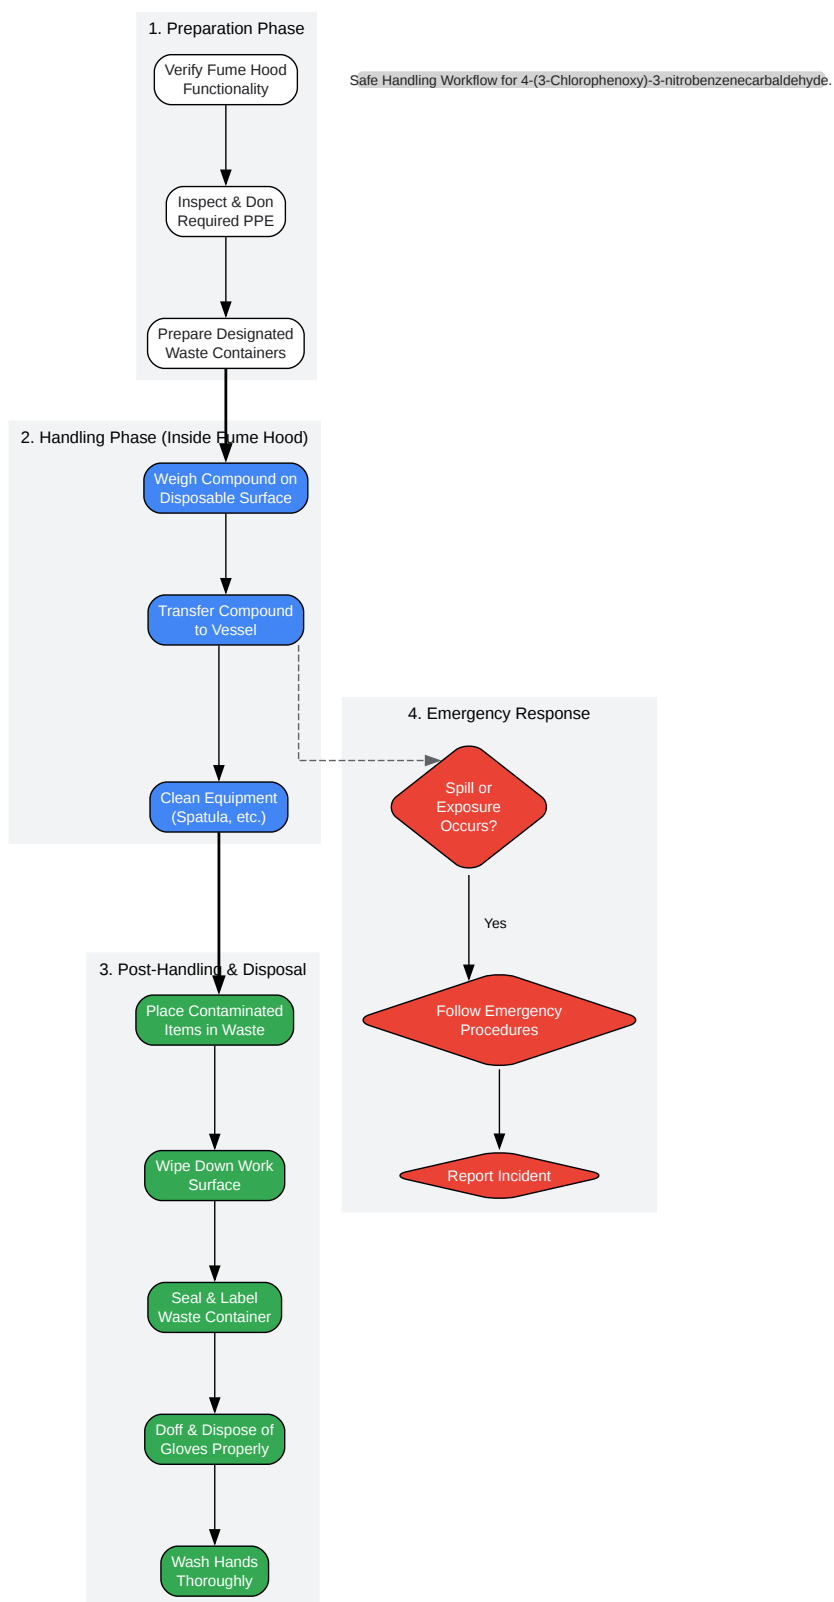 1. Preparation Phase
Verify Fume Hood
Functionality
Safe Handling Workflow for 4-(3-Chlorophenoxy)-3-nitrobenzenecarbaldehyde.
Inspect & Don
Required PPE
Prepare Designated
Waste Containers
2. Handling Phase (Inside Fume Hood)
Weigh Compound on
Disposable Surface
Transfer Compound
to Vessel
Clean Equipment
(Spatula, etc.)
4. Emergency Response
Spill or
Exposure
Occurs?
Yes
Follow Emergency
Procedures
Report Incident
3. Post-Handling & Disposal
Place Contaminated
Items in Waste
Wipe Down Work
Surface
Seal & Label
Waste Container
Doff & Dispose of
Gloves Properly
Wash Hands
Thoroughly